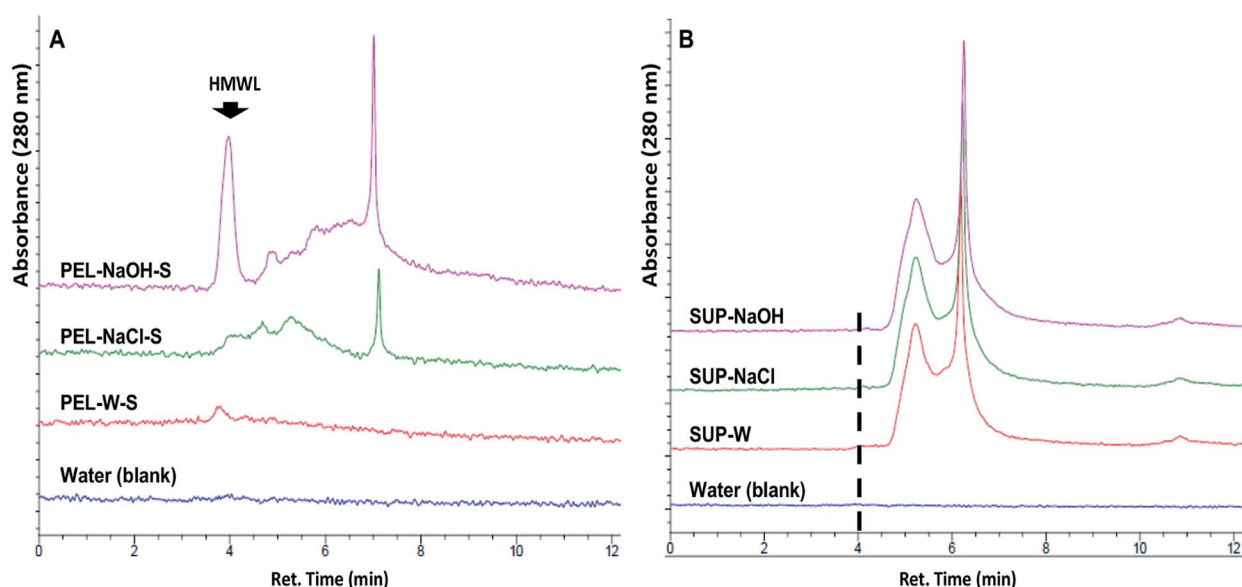 A
HMWL
Absorbance (280 nm)
PEL-NaOH-S
PEL-NaCl-S
PEL-W-S
Water (blank)
0 2 4 6 8 10 12
Ret. Time (min)
B
Absorbance (280 nm)
SUP-NaOH
SUP-NaCl
SUP-W
Water (blank)
0 2 4 6 8 10 12
Ret. Time (min)